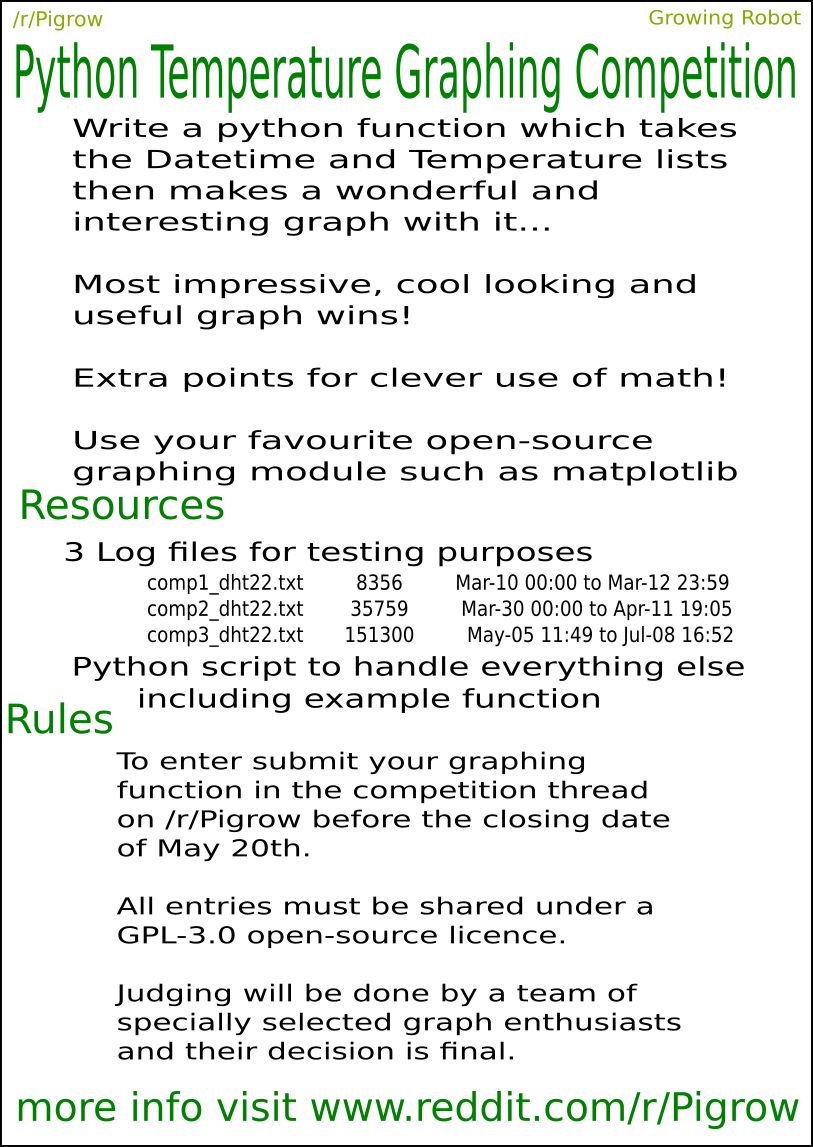 /r/Pigrow
Growing Robot
Python Temperature Graphing Competition
Write a python function which takes
the Datetime and Temperature lists
then makes a wonderful and
interesting graph with it...
Most impressive, cool looking and
useful graph wins!
Extra points for clever use of math!
Use your favourite open-source
graphing module such as matplotlib
Resources
3 Log files for testing purposes
comp1_dht22.txt 8356 Mar-10 00:00 to Mar-12 23:59
comp2_dht22.txt 35759 Mar-30 00:00 to Apr-11 19:05
comp3_dht22.txt 151300 May-05 11:49 to Jul-08 16:52
Python script to handle everything else
including example function
Rules
To enter submit your graphing
function in the competition thread
on /r/Pigrow before the closing date
of May 20th.
All entries must be shared under a
GPL-3.0 open-source licence.
Judging will be done by a team of
specially selected graph enthusiasts
and their decision is final.
more info visit www.reddit.com/r/Pigrow